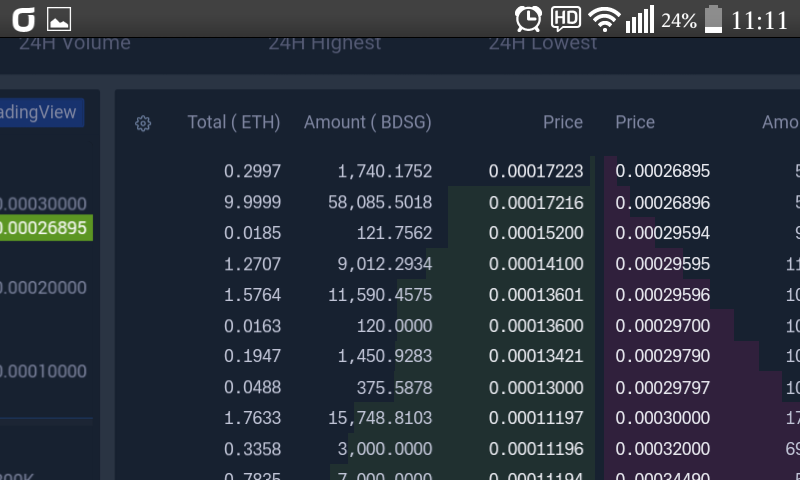 HD 24% 11:11
24H Volume 24H Highest 24H Lowest
adingView
Total ( ETH) Amount ( BDSG) Price Price Amo
0.2997 1,740.1752 0.00017223 0.00026895
0.00030000 9.9999 58,085.5018 0.00017216 0.00026896
0.00026895 0.0185 121.7562 0.00015200 0.00029594
1.2707 9,012.2934 0.00014100 0.00029595 11
0.00020000 1.5764 11,590.4575 0.00013601 0.00029596 10
0.0163 120.0000 0.00013600 0.00029700 10
0.00010000 0.1947 1,450.9283 0.00013421 0.00029790 10
0.0488 375.5878 0.00013000 0.00029797 10
1.7633 15,748.8103 0.00011197 0.00030000 17
0.3358 3,000.0000 0.00011196 0.00032000 69
0.7835 7,000.0000 0.00011194 0.00034490